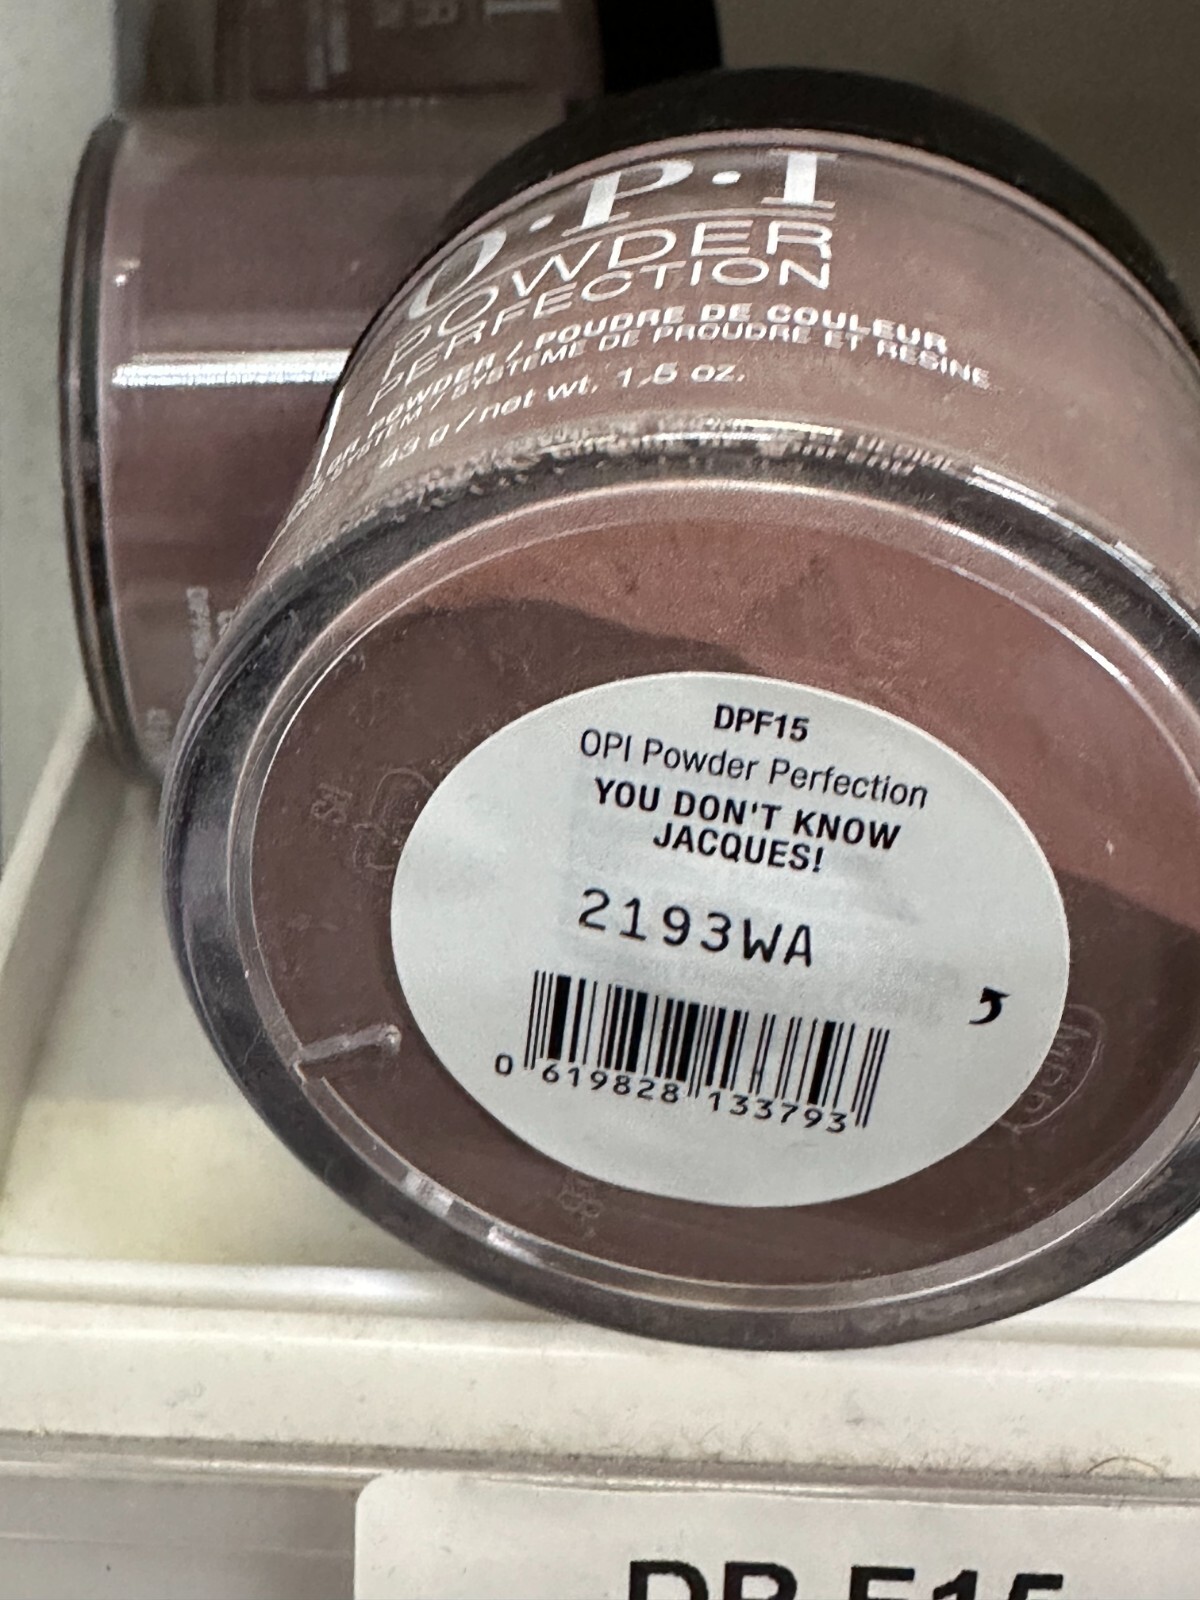 O·P·I
POWDER
PERFECTION
POWDER / POUDRE DE COULEUR
SYSTEM / SYSTÈME DE PROUDRE ET RÉSINE
43 g / net wt. 1.5 oz.
DPF15
OPI Powder Perfection
YOU DON'T KNOW
JACQUES!
2193WA
0 619828 133793
DP F15